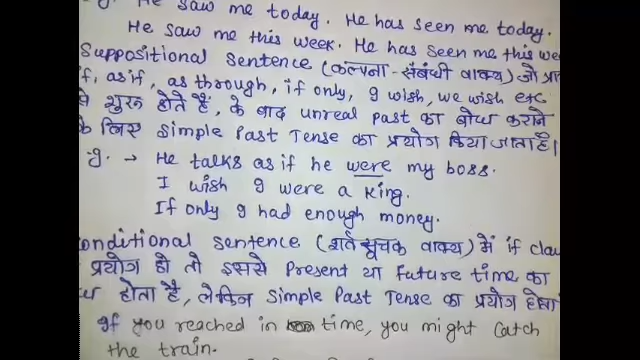 He saw me today. He has seen me today.
He saw me this week. He has seen me this we
Suppositional sentence (कल्पना - संबंधी वाक्य) जो प्रा
if, as if, as through, if only, I wish, we wish etc
से शुरू होते हैं, के बाद unreal past का बोध कराने
के लिए simple Past Tense का प्रयोग किया जाता है।
.g. → He talks as if he were my boss.
I wish I were a King.
If only I had enough money.
onditional sentence (शर्त सूचक वाक्य) में if clau
प्रयोग हो तो इससे Present या Future time का
होता है, लेकिन simple Past Tense का प्रयोग होता
If you reached in time, you might catch
the train.